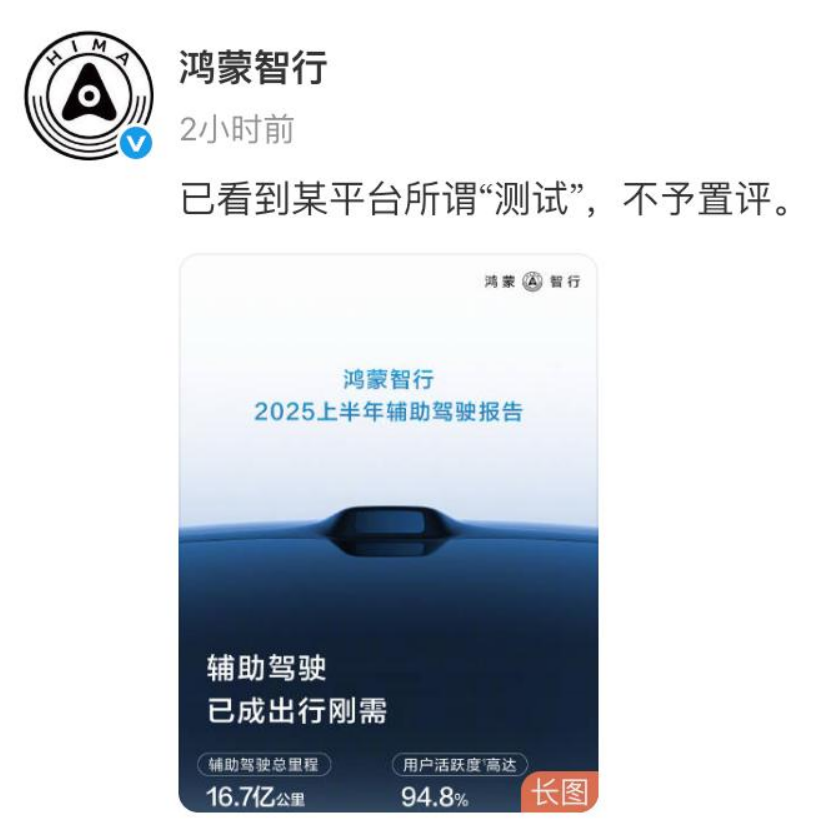 HIMA
鸿蒙智行
2小时前
已看到某平台所谓“测试”，不予置评。
鸿蒙 智行
鸿蒙智行
2025上半年辅助驾驶报告
辅助驾驶
已成出行刚需
辅助驾驶总里程 用户活跃度¹高达
16.7亿公里 94.8%
长图